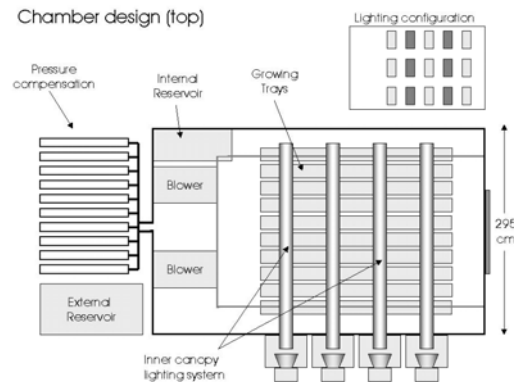 Chamber design (top)
Lighting configuration
Pressure
compensation
Internal
Reservoir
Growing
Trays
Blower
Blower
External
Reservoir
295
cm
Inner canopy
lighting system